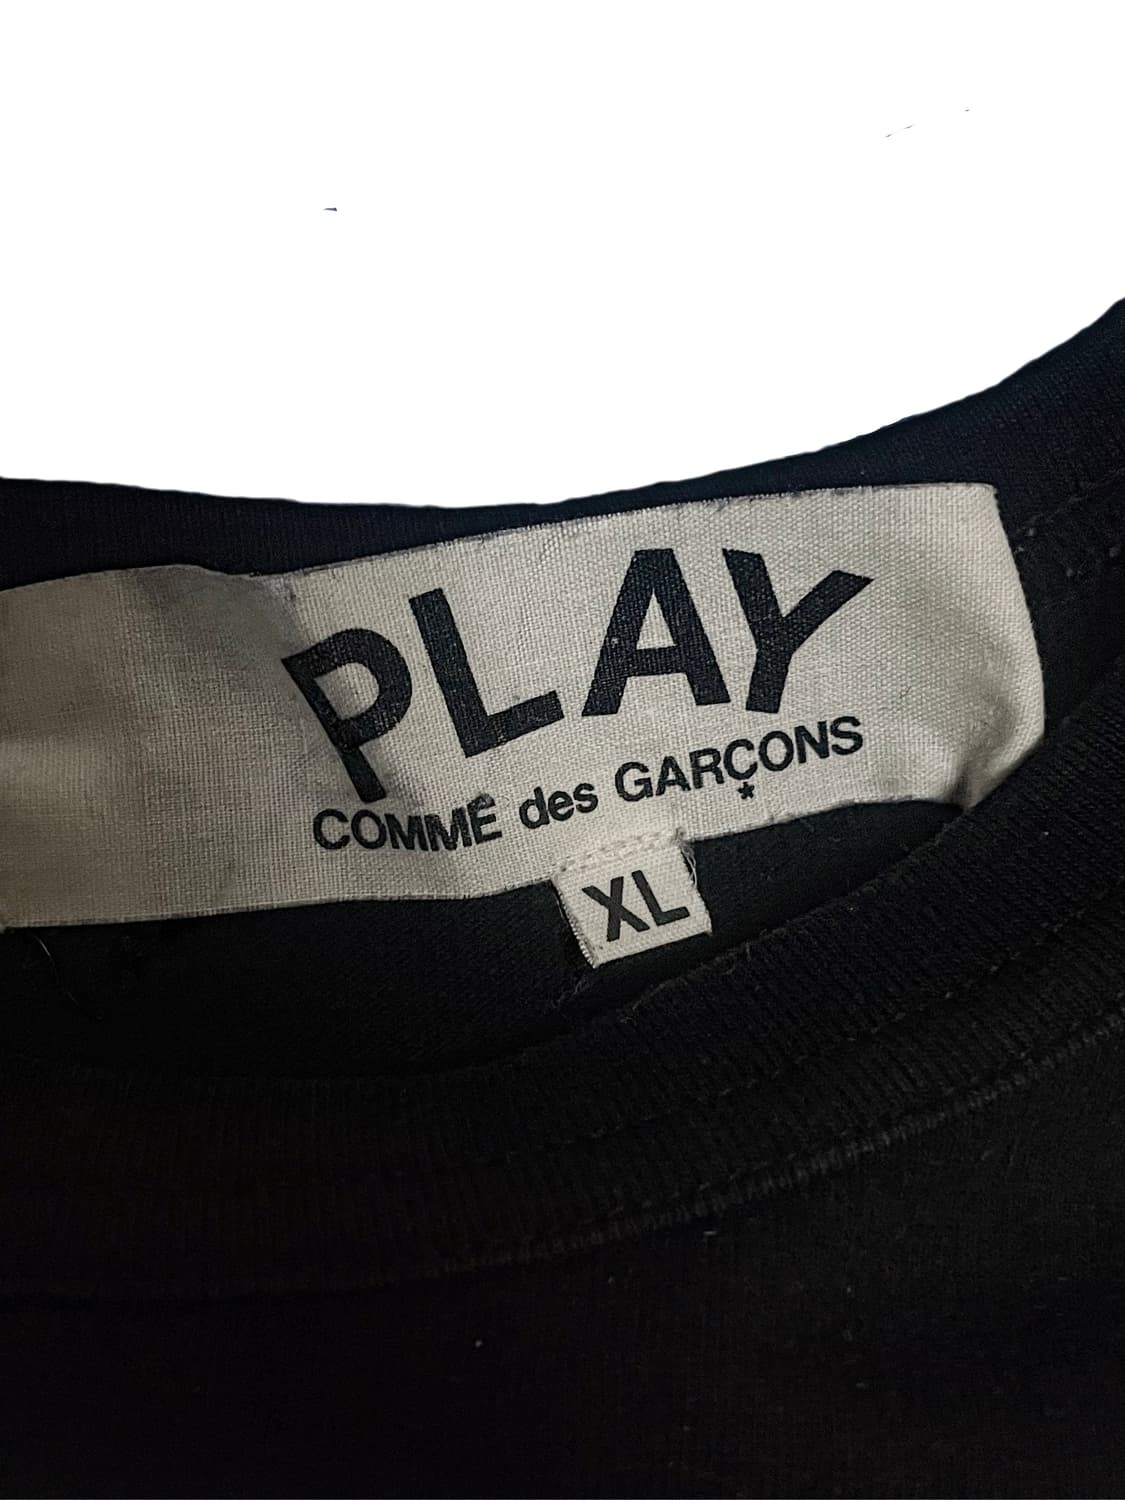 PLAY
COMME des GARÇONS
*
XL